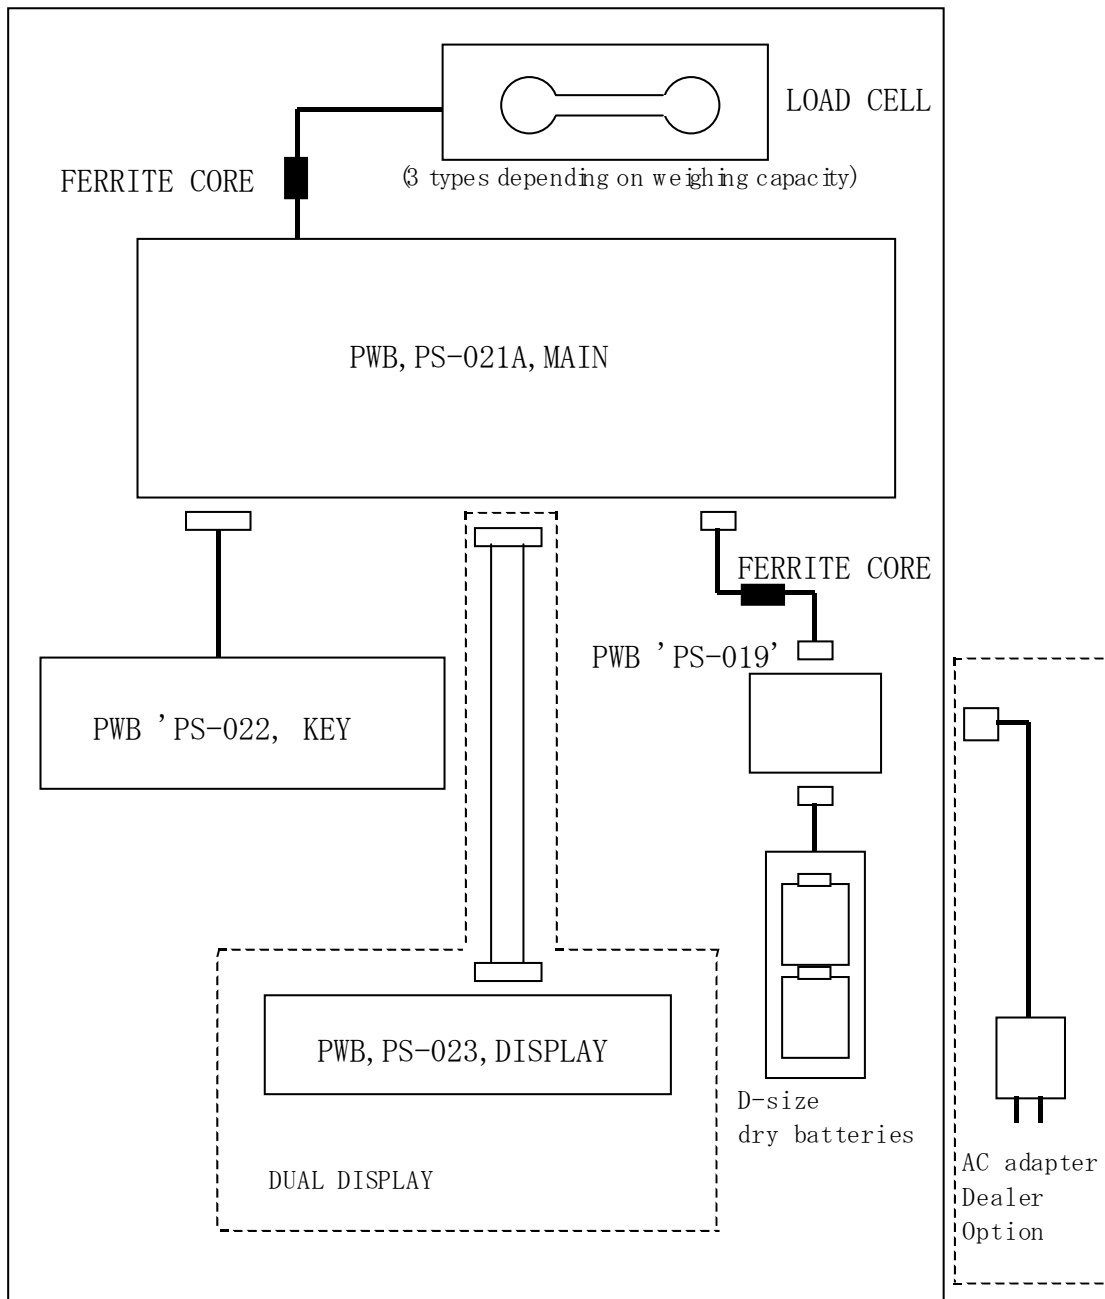 LOAD CELL
FERRITE CORE
(3 types depending on weighing capacity)
PWB,PS-021A,MAIN
FERRITE CORE
PWB 'PS-019'
PWB 'PS-022, KEY
PWB,PS-023,DISPLAY
D-size
dry batteries
DUAL DISPLAY
AC adapter
Dealer
Option